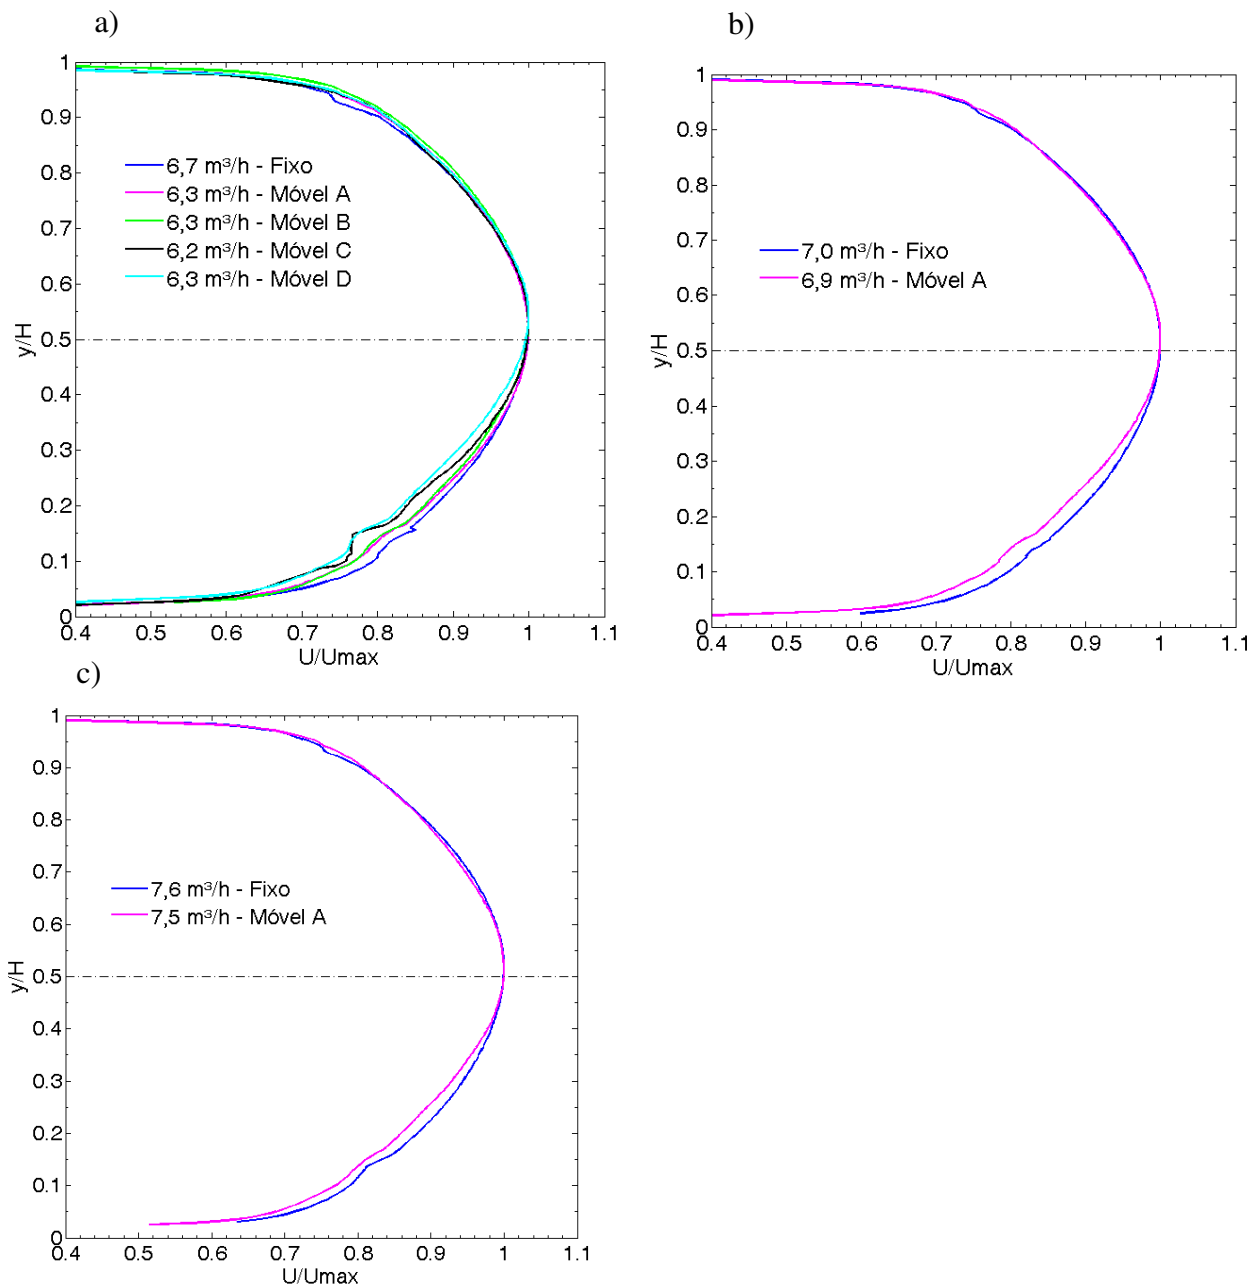 a)
1
0.9
0.8
0.7
0.6
0.5
0.4
0.3
0.2
0.1
0
y/H
6,7 m³/h - Fixo
6,3 m³/h - Móvel A
6,3 m³/h - Móvel B
6,2 m³/h - Móvel C
6,3 m³/h - Móvel D
0.4 0.5 0.6 0.7 0.8 0.9 1 1.1
U/Umax
b)
1
0.9
0.8
0.7
0.6
0.5
0.4
0.3
0.2
0.1
0
y/H
7,0 m³/h - Fixo
6,9 m³/h - Móvel A
0.4 0.5 0.6 0.7 0.8 0.9 1 1.1
U/Umax
c)
1
0.9
0.8
0.7
0.6
0.5
0.4
0.3
0.2
0.1
0
y/H
7,6 m³/h - Fixo
7,5 m³/h - Móvel A
0.4 0.5 0.6 0.7 0.8 0.9 1 1.1
U/Umax